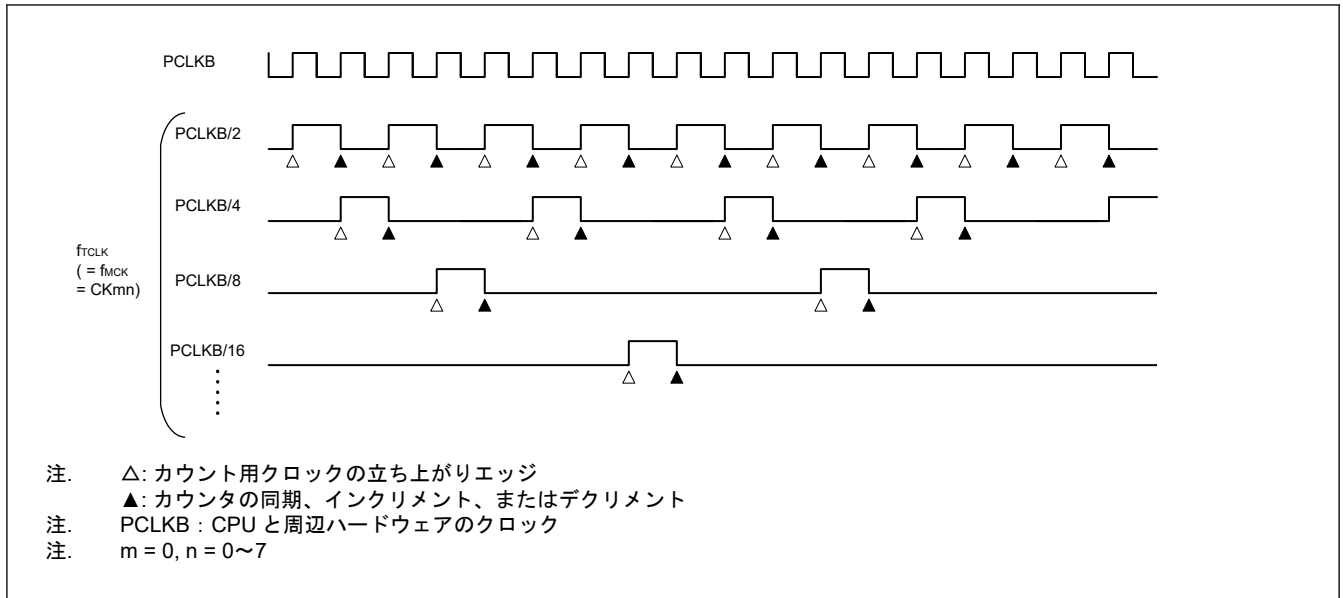 PCLKB
PCLKB/2
PCLKB/4
PCLKB/8
PCLKB/16
fTCLK
( = fMCK
= CKmn)
注. △: カウント用クロックの立ち上がりエッジ
▲: カウンタの同期、インクリメント、またはデクリメント
注. PCLKB：CPU と周辺ハードウェアのクロック
注. m = 0, n = 0～7